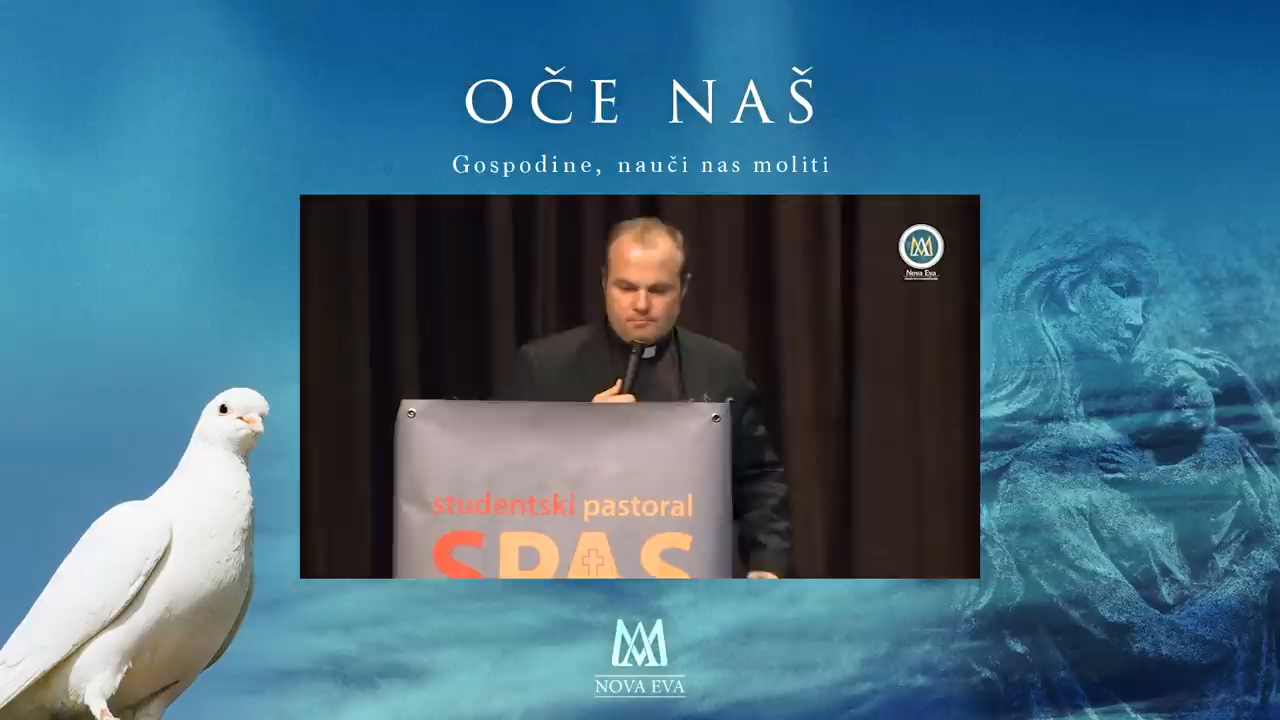 OČE NAŠ
Gospodine, nauči nas moliti
Nova Eva
studentski pastoral
SPAS
NOVA EVA